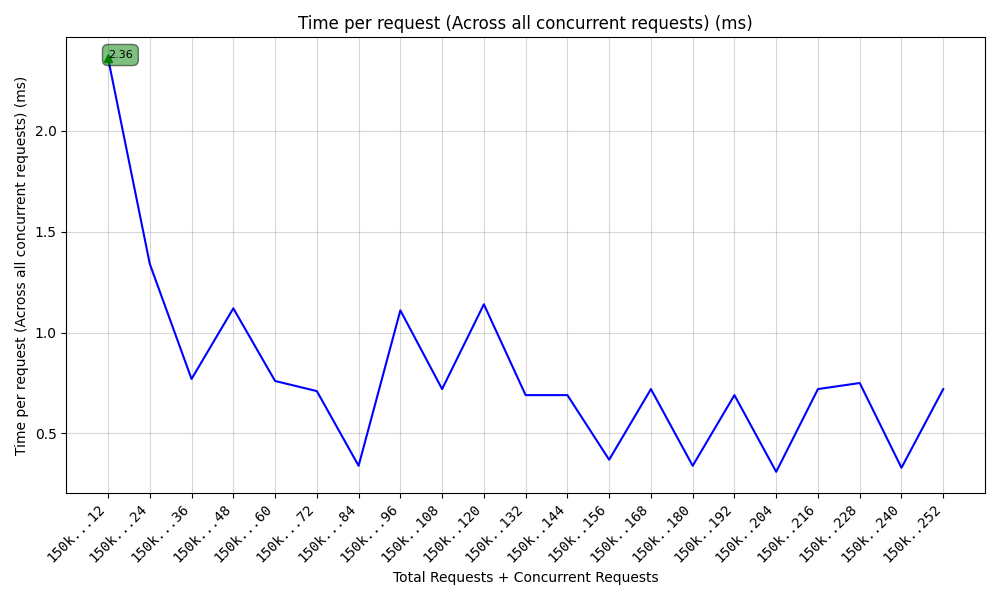 Time per request (Across all concurrent requests) (ms)
2.36
Time per request (Across all concurrent requests) (ms)
2.0
1.5
1.0
0.5
150k...12
150k...24
150k...36
150k...48
150k...60
150k...72
150k...84
150k...96
150k..108
150k..120
150k..132
150k..144
150k..156
150k..168
150k..180
150k..192
150k..204
150k..216
150k..228
150k..240
150k..252
Total Requests + Concurrent Requests